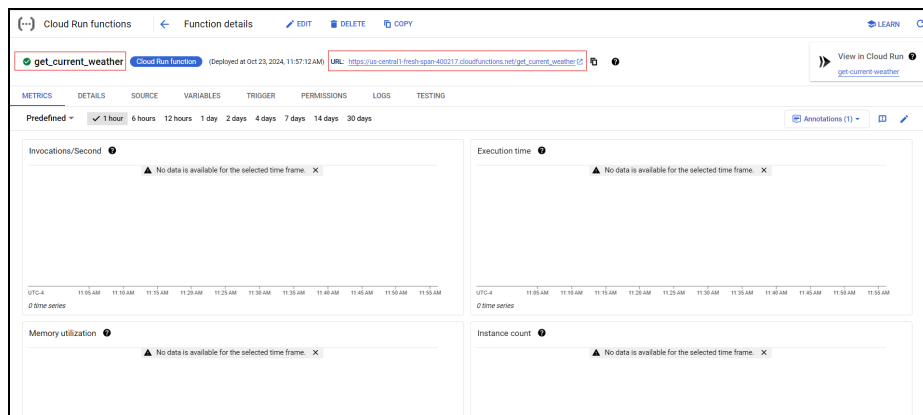 Cloud Run functions Function details EDIT DELETE COPY LEARN
get_current_weather Cloud Run function (Deployed at Oct 23, 2024, 11:57:12 AM) URL: https://us-central1-fresh-span-400217.cloudfunctions.net/get_current_weather
View in Cloud Run
get-current-weather
METRICS DETAILS SOURCE VARIABLES TRIGGER PERMISSIONS LOGS TESTING
Predefined 1 hour 6 hours 12 hours 1 day 2 days 4 days 7 days 14 days 30 days Annotations (1)
Invocations/Second
No data is available for the selected time frame.
UTC-4 11:05 AM 11:10 AM 11:15 AM 11:20 AM 11:25 AM 11:30 AM 11:35 AM 11:40 AM 11:45 AM 11:50 AM 11:55 AM
0 time series
Execution time
No data is available for the selected time frame.
UTC-4 11:05 AM 11:10 AM 11:15 AM 11:20 AM 11:25 AM 11:30 AM 11:35 AM 11:40 AM 11:45 AM 11:50 AM 11:55 AM
0 time series
Memory utilization
No data is available for the selected time frame.
Instance count
No data is available for the selected time frame.